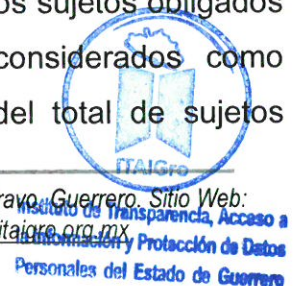 os sujetos obligados
considerados como
del total de sujetos
ITAIGro
ravo, Guerrero. Sitio Web:
Instituto de Transparencia, Acceso a
itaigro.org.mx
la Información y Protección de Datos
Personales del Estado de Guerrero